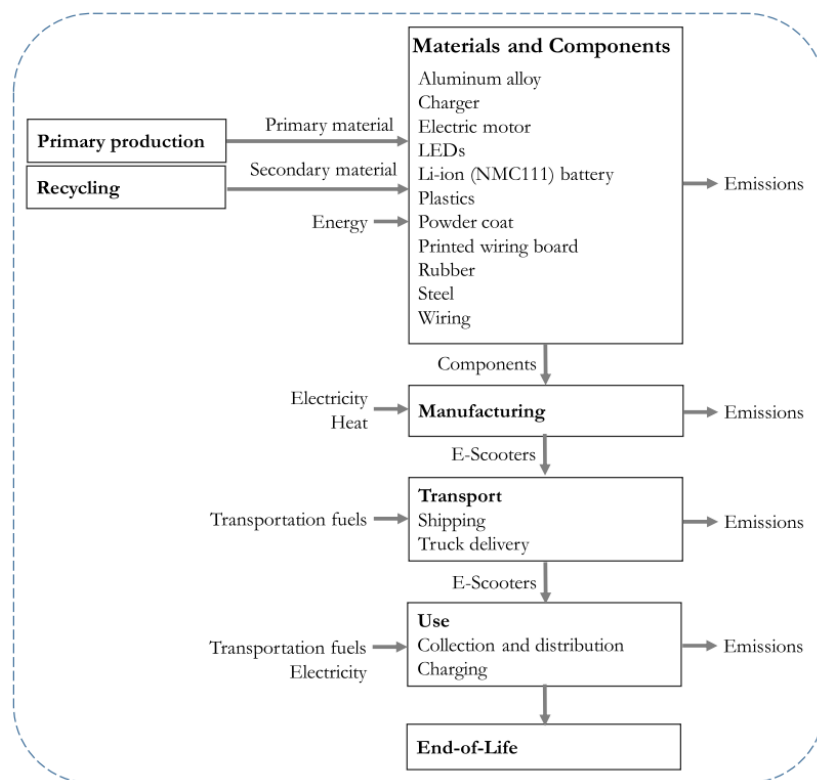 Materials and Components
Aluminum alloy
Charger
Electric motor
LEDs
Li-ion (NMC111) battery
Plastics
Powder coat
Printed wiring board
Rubber
Steel
Wiring
Primary production
Primary material
Recycling
Secondary material
Energy
Emissions
Components
Electricity
Heat
Manufacturing
Emissions
E-Scooters
Transportation fuels
Transport
Shipping
Truck delivery
Emissions
E-Scooters
Transportation fuels
Electricity
Use
Collection and distribution
Charging
Emissions
End-of-Life